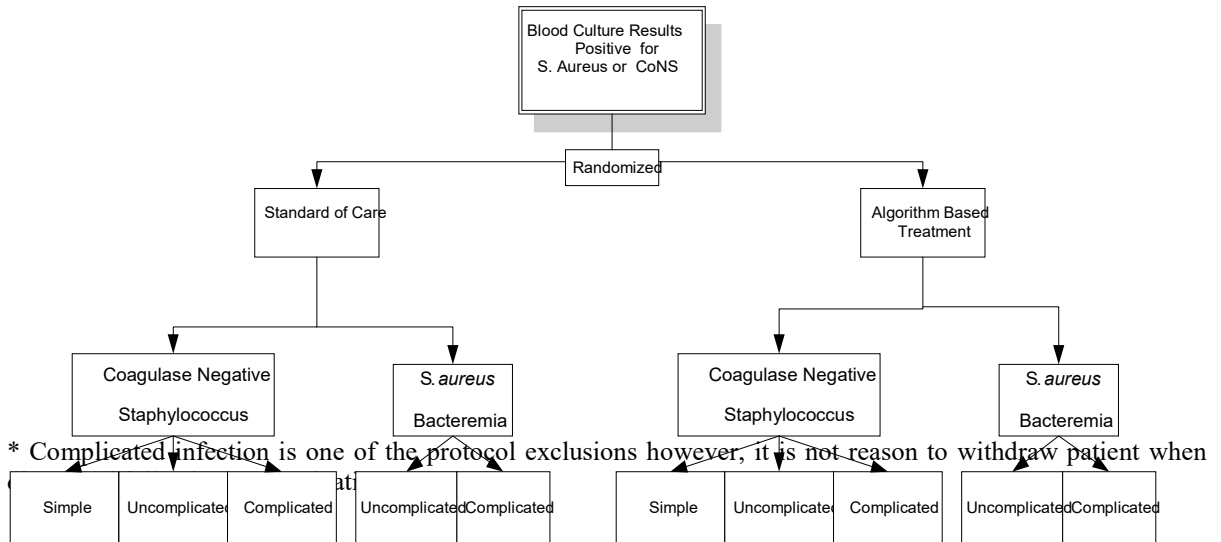 Blood Culture Results
Positive for
S. Aureus or CoNS
Randomized
Standard of Care
Algorithm Based
Treatment
Coagulase Negative
Staphylococcus
S. aureus
Bacteremia
Coagulase Negative
Staphylococcus
S. aureus
Bacteremia
* Complicated infection is one of the protocol exclusions however, it is not reason to withdraw patient when
Simple
Uncomplicated
Complicated
Uncomplicated
Complicated
Simple
Uncomplicated
Complicated
Uncomplicated
Complicated